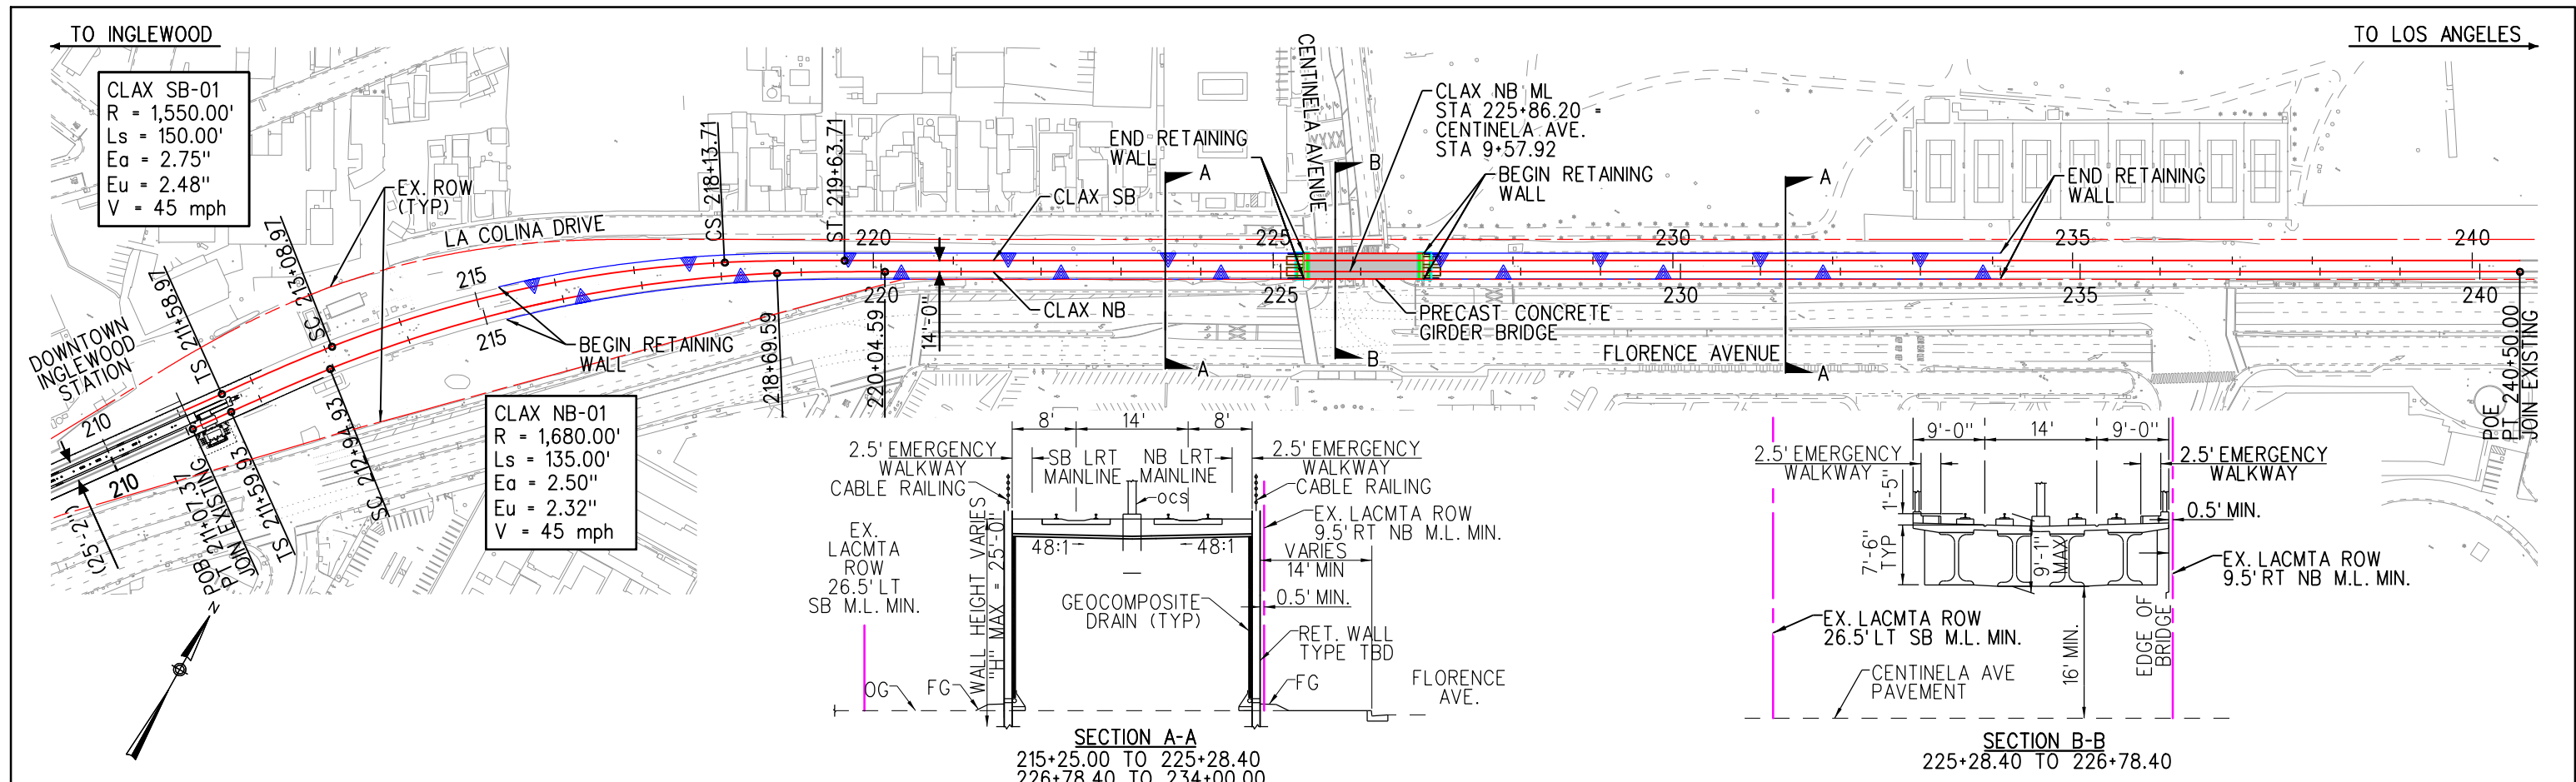 TO INGLEWOOD
TO LOS ANGELES
CLAX SB-01
R = 1,550.00'
Ls = 150.00'
Ea = 2.75"
Eu = 2.48"
V = 45 mph
EX. ROW
(TYP)
LA COLINA DRIVE
CS 218+13.71
ST 219+63.71
END RETAINING
WALL
CENTINELA AVENUE
CLAX NB ML
STA 225+86.20 =
CENTINELA AVE.
STA 9+57.92
BEGIN RETAINING
WALL
END RETAINING
WALL
A
B
A
CLAX SB
220
225
230
235
240
TS 211+58.97
SC 213+08.97
215
215
DOWNTOWN
INGLEWOOD
STATION
210
210
BEGIN RETAINING
WALL
218+69.59
220+04.59
220
14'-0"
CLAX NB
225
230
235
240
PRECAST CONCRETE
GIRDER BRIDGE
FLORENCE AVENUE
A
B
A
(25'-2")
POB
PT 211+07.37
JOIN EXISTING
TS 211+59.93
SC 212+94.93
N
CLAX NB-01
R = 1,680.00'
Ls = 135.00'
Ea = 2.50"
Eu = 2.32"
V = 45 mph
POE
PT 240+50.00
JOIN EXISTING
8'
14'
8'
2.5' EMERGENCY
WALKWAY
CABLE RAILING
SB LRT
MAINLINE
NB LRT
MAINLINE
2.5' EMERGENCY
WALKWAY
CABLE RAILING
OCS
EX.
LACMTA
ROW
26.5' LT
SB M.L. MIN.
WALL HEIGHT VARIES
"H" MAX = 25'-0"
48:1
48:1
EX. LACMTA ROW
9.5' RT NB M.L. MIN.
VARIES
14' MIN
0.5' MIN.
GEOCOMPOSITE
DRAIN (TYP)
RET. WALL
TYPE TBD
OG
FG
FG
FLORENCE
AVE.
SECTION A-A
215+25.00 TO 225+28.40
226+78.40 TO 234+00.00
9'-0"
14'
9'-0"
2.5' EMERGENCY
WALKWAY
2.5' EMERGENCY
WALKWAY
1'-5"
7'-6"
TYP
9'-1"
MAX
0.5' MIN.
EX. LACMTA ROW
9.5' RT NB M.L. MIN.
EX. LACMTA ROW
26.5' LT SB M.L. MIN.
16' MIN.
EDGE OF
BRIDGE
CENTINELA AVE
PAVEMENT
SECTION B-B
225+28.40 TO 226+78.40